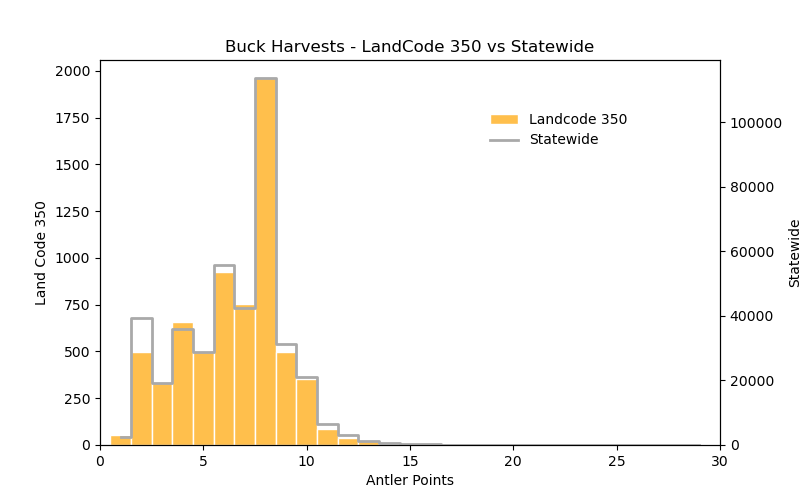 Buck Harvests - LandCode 350 vs Statewide
2000
1750
1500
1250
1000
750
500
250
0
Land Code 350
Landcode 350
Statewide
100000
80000
60000
40000
20000
0
Statewide
0 5 10 15 20 25 30
Antler Points